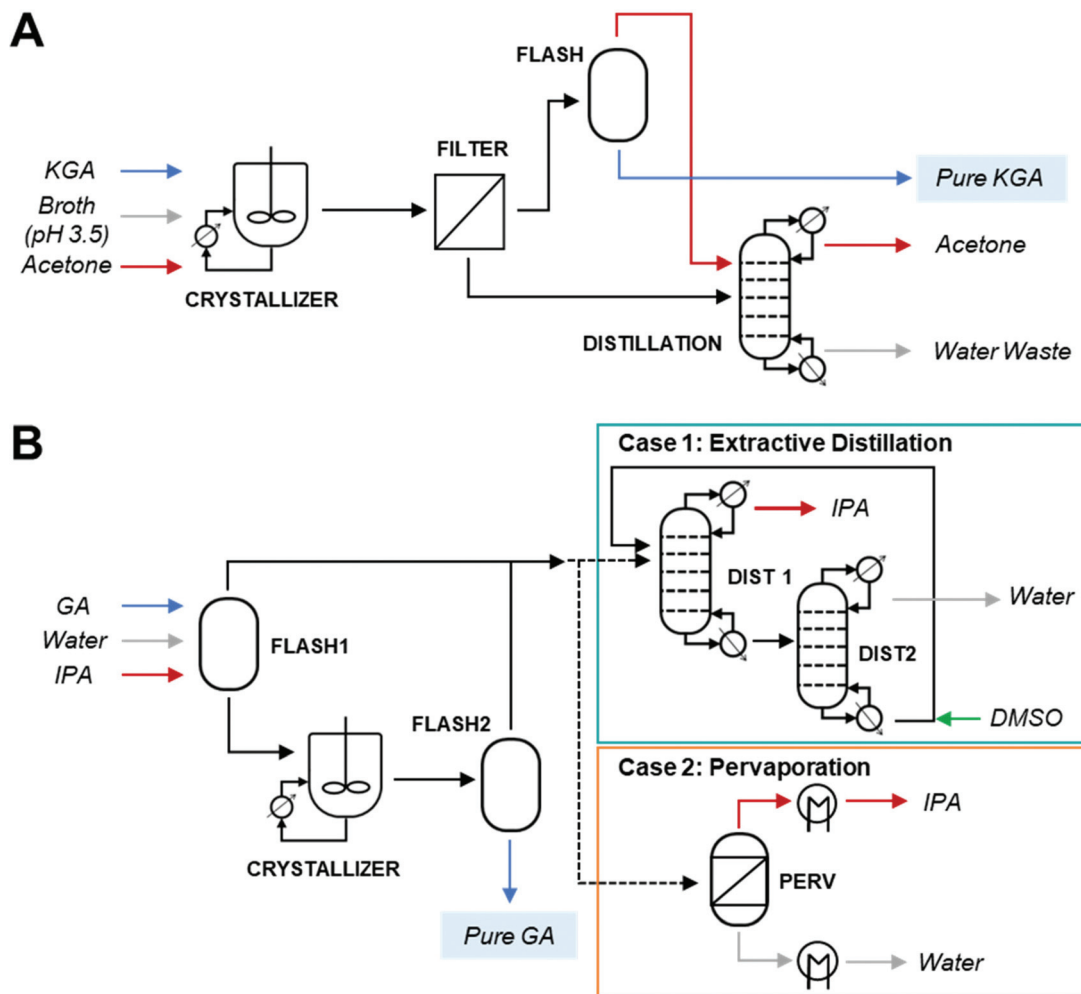 A
FLASH
FILTER
KGA
Broth
(pH 3.5)
Acetone
CRYSTALLIZER
Pure KGA
Acetone
DISTILLATION
Water Waste
B
Case 1: Extractive Distillation
IPA
DIST 1
Water
DIST2
DMSO
GA
Water
IPA
FLASH1
FLASH2
CRYSTALLIZER
Pure GA
Case 2: Pervaporation
IPA
PERV
Water